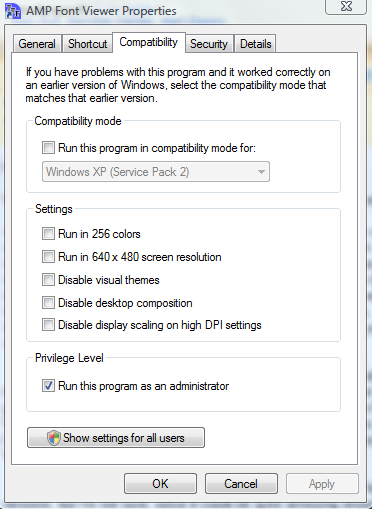 AMP Font Viewer Properties
General Shortcut Compatibility Security Details
If you have problems with this program and it worked correctly on
an earlier version of Windows, select the compatibility mode that
matches that earlier version.
Compatibility mode
Run this program in compatibility mode for:
Windows XP (Service Pack 2)
Settings
Run in 256 colors
Run in 640 x 480 screen resolution
Disable visual themes
Disable desktop composition
Disable display scaling on high DPI settings
Privilege Level
Run this program as an administrator
Show settings for all users
OK Cancel Apply